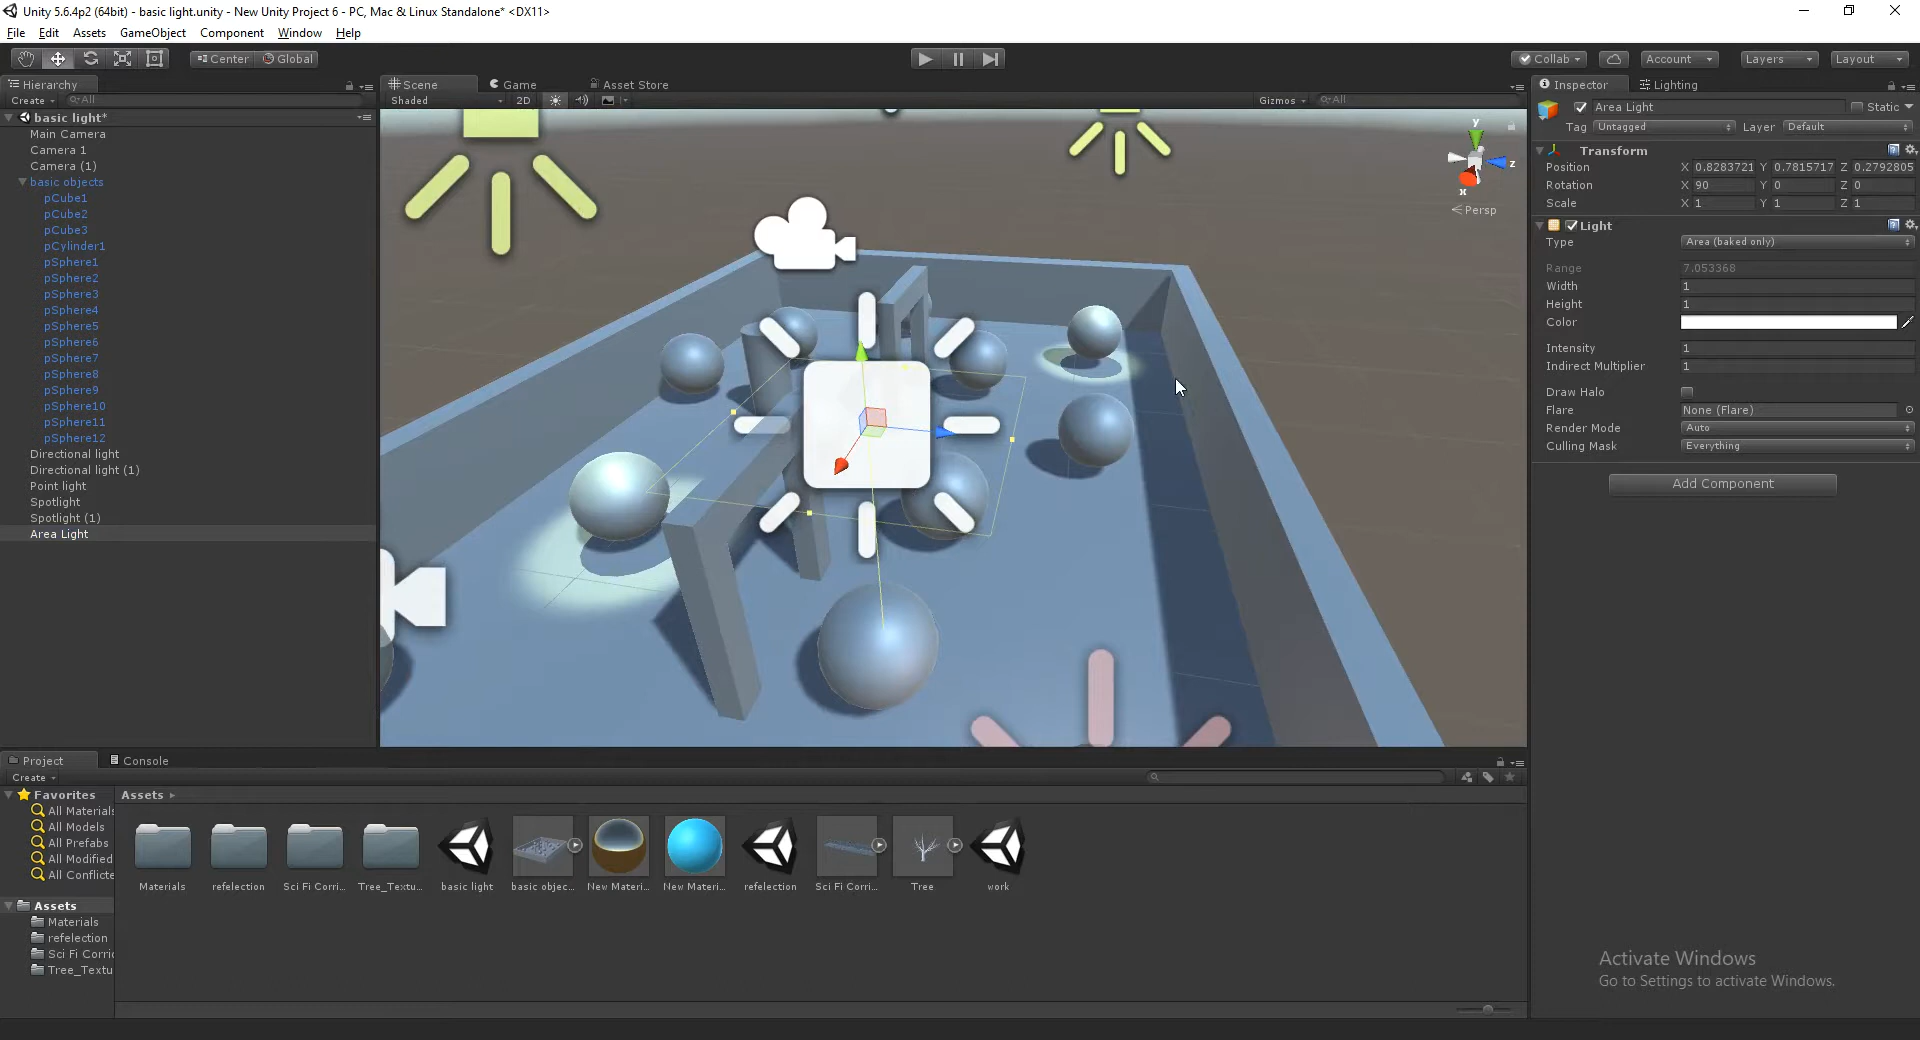 Unity 5.6.4p2 (64bit) - basic light.unity - New Unity Project 6 - PC, Mac & Linux Standalone* <DX11>
File Edit Assets GameObject Component Window Help
Center Global Collab Account Layers Layout
Hierarchy
Create All
basic light*
Main Camera
Camera 1
Camera (1)
basic objects
pCube1
pCube2
pCube3
pCylinder1
pSphere1
pSphere2
pSphere3
pSphere4
pSphere5
pSphere6
pSphere7
pSphere8
pSphere9
pSphere10
pSphere11
pSphere12
Directional light
Directional light (1)
Point light
Spotlight
Spotlight (1)
Area Light
Scene Game Asset Store
Shaded 2D Gizmos All
y
z
x
Persp
Inspector Lighting
Area Light Static
Tag Untagged Layer Default
Transform
Position X 0.8283721 Y 0.7815717 Z 0.2792805
Rotation X 90 Y 0 Z 0
Scale X 1 Y 1 Z 1
Light
Type Area (baked only)
Range 7.053368
Width 1
Height 1
Color
Intensity 1
Indirect Multiplier 1
Draw Halo
Flare None (Flare)
Render Mode Auto
Culling Mask Everything
Add Component
Project Console
Create
Favorites
All Materials
All Models
All Prefabs
All Modified
All Conflicte
Assets
Materials
refelection
Sci Fi Corri
Tree_Textu
Assets
Materials refelection Sci Fi Corri... Tree_Textu... basic light basic objec... New Materi... New Materi... refelection Sci Fi Corri... Tree work
Activate Windows
Go to Settings to activate Windows.